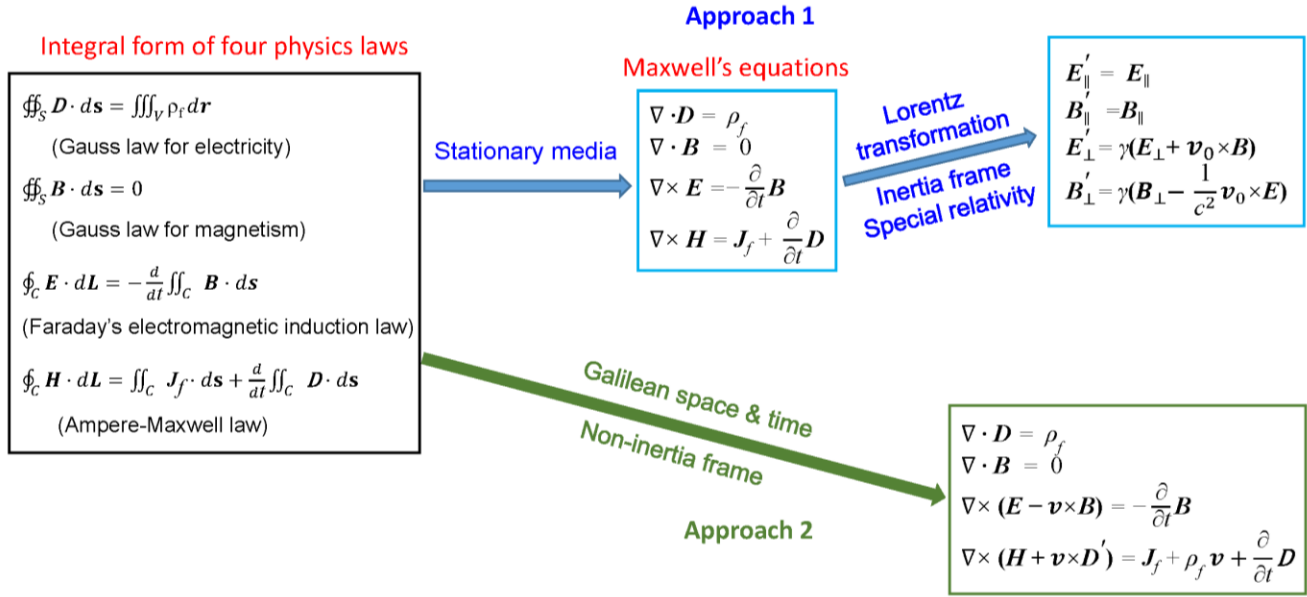 Approach 1
Integral form of four physics laws
∯_S D · ds = ∭_V ρ_f dr
(Gauss law for electricity)
∯_S B · ds = 0
(Gauss law for magnetism)
∮_C E · dL = −d/dt ∬_C B · ds
(Faraday's electromagnetic induction law)
∮_C H · dL = ∬_C J_f · ds + d/dt ∬_C D · ds
(Ampere-Maxwell law)
Stationary media
Maxwell's equations
∇ · D = ρ_f
∇ · B = 0
∇ × E = −∂/∂t B
∇ × H = J_f + ∂/∂t D
Lorentz
transformation
Inertia frame
Special relativity
E′_∥ = E_∥
B′_∥ = B_∥
E′_⊥ = γ(E_⊥ + v_0 × B)
B′_⊥ = γ(B_⊥ − 1/c² v_0 × E)
Galilean space & time
Non-inertia frame
Approach 2
∇ · D = ρ_f
∇ · B = 0
∇ × (E − v × B) = −∂/∂t B
∇ × (H + v × D′) = J_f + ρ_f v + ∂/∂t D